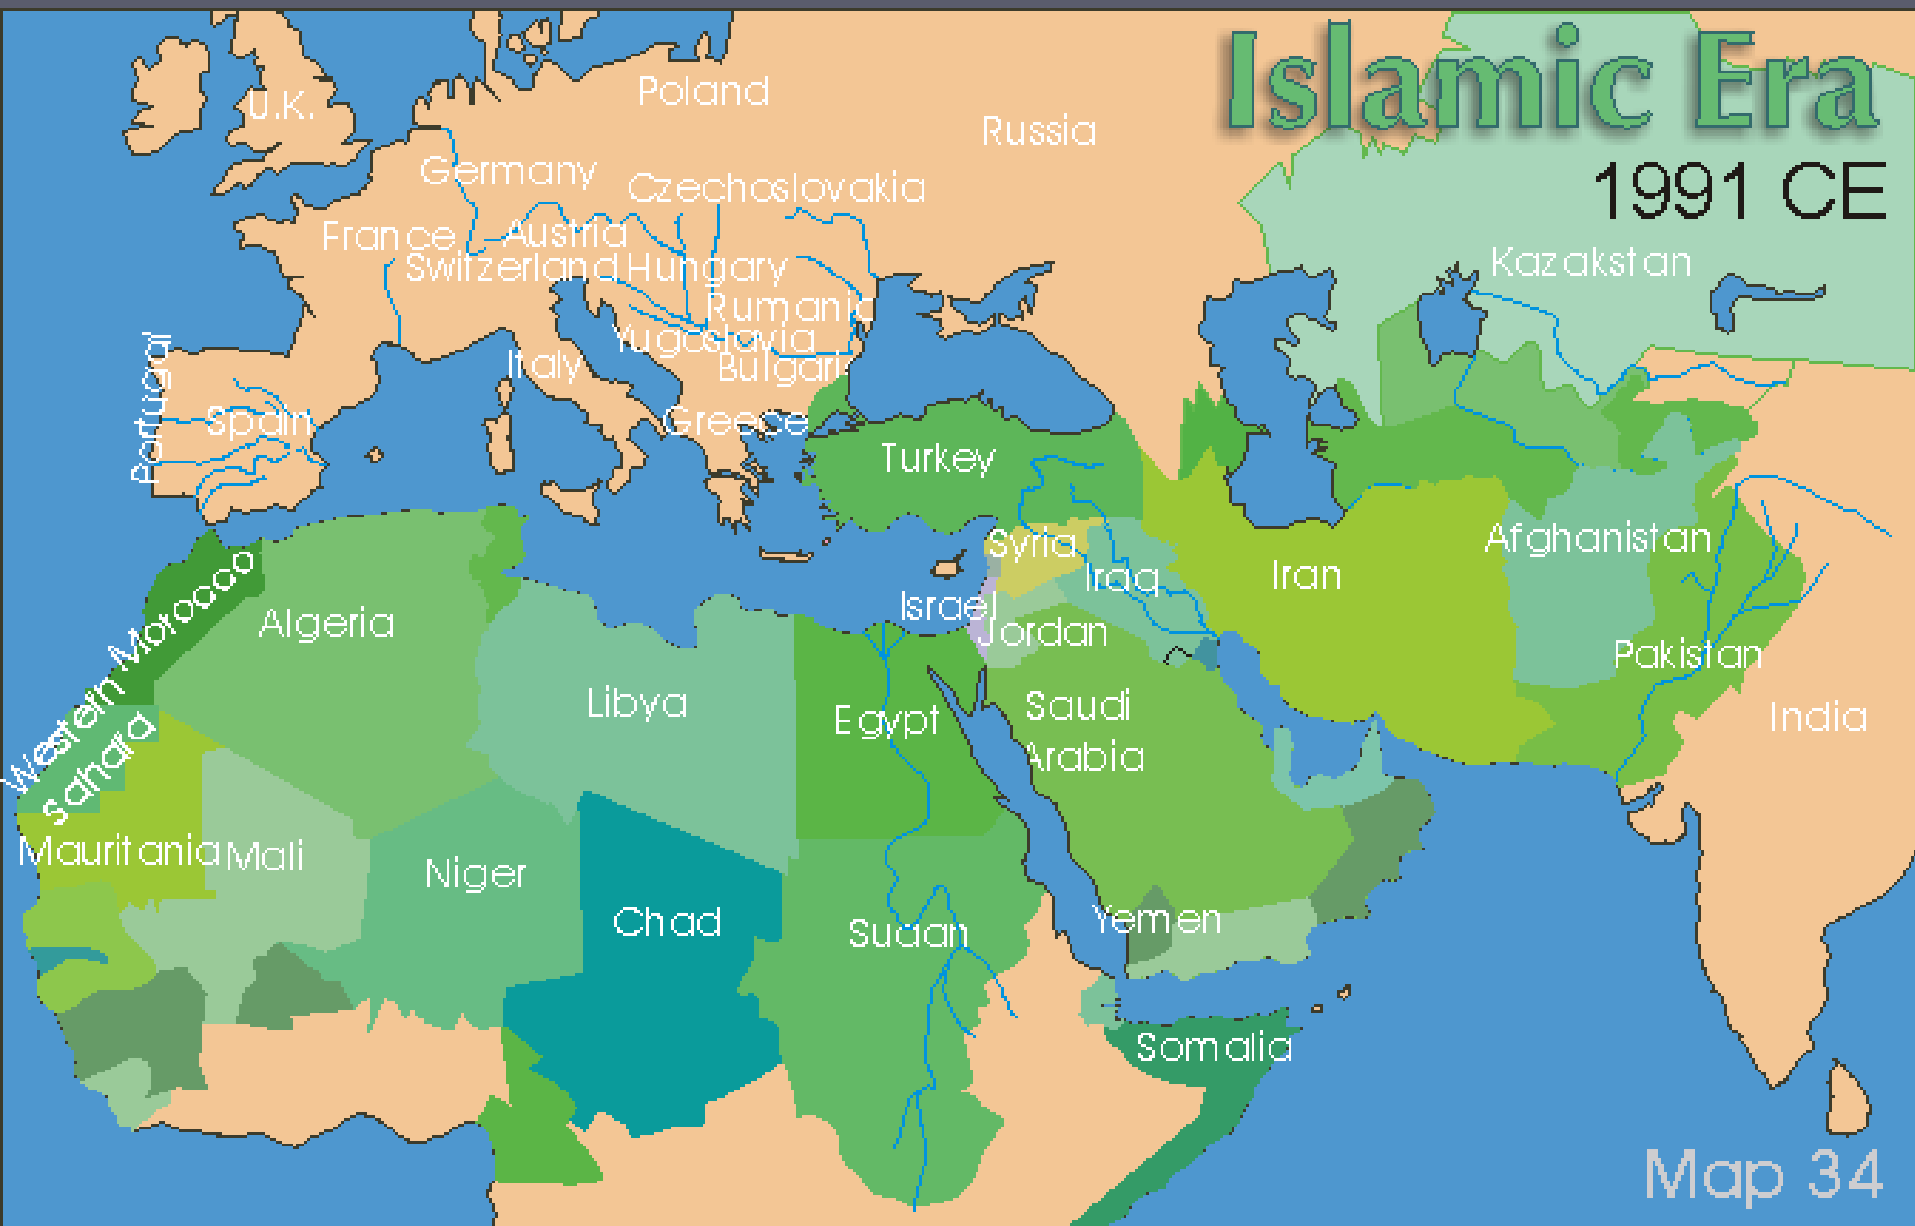 Islamic Era
1991 CE
U.K.
Poland
Russia
Germany
Czechoslovakia
France
Austria
Switzerland
Hungary
Kazakstan
Rumania
Yugoslavia
Bulgari
Italy
Portugal
Spain
Greece
Turkey
Syria
Iraq
Iran
Afghanistan
Israel
Jordan
Morocco
Algeria
Western
Sahara
Libya
Egypt
Saudi
Arabia
Pakistan
India
Mauritania
Mali
Niger
Chad
Sudan
Yemen
Somalia
Map 34